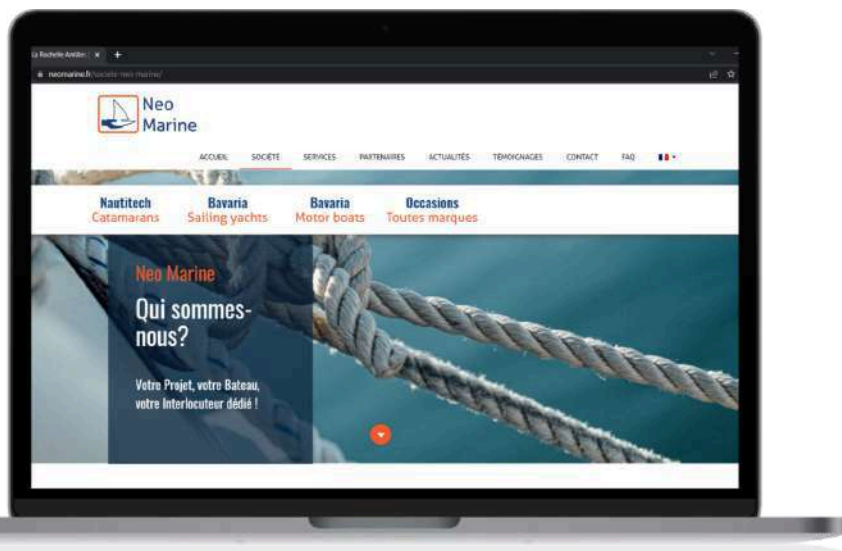 La Rochelle Antilles
neomarine.fr/societe-neo-marine/
Neo
Marine
ACCUEIL SOCIÉTÉ SERVICES PARTENAIRES ACTUALITÉS TÉMOIGNAGES CONTACT FAQ
Nautitech Bavaria Bavaria Occasions
Catamarans Sailing yachts Motor boats Toutes marques
Neo Marine
Qui sommes-
nous?
Votre Projet, votre Bateau,
votre Interlocuteur dédié !